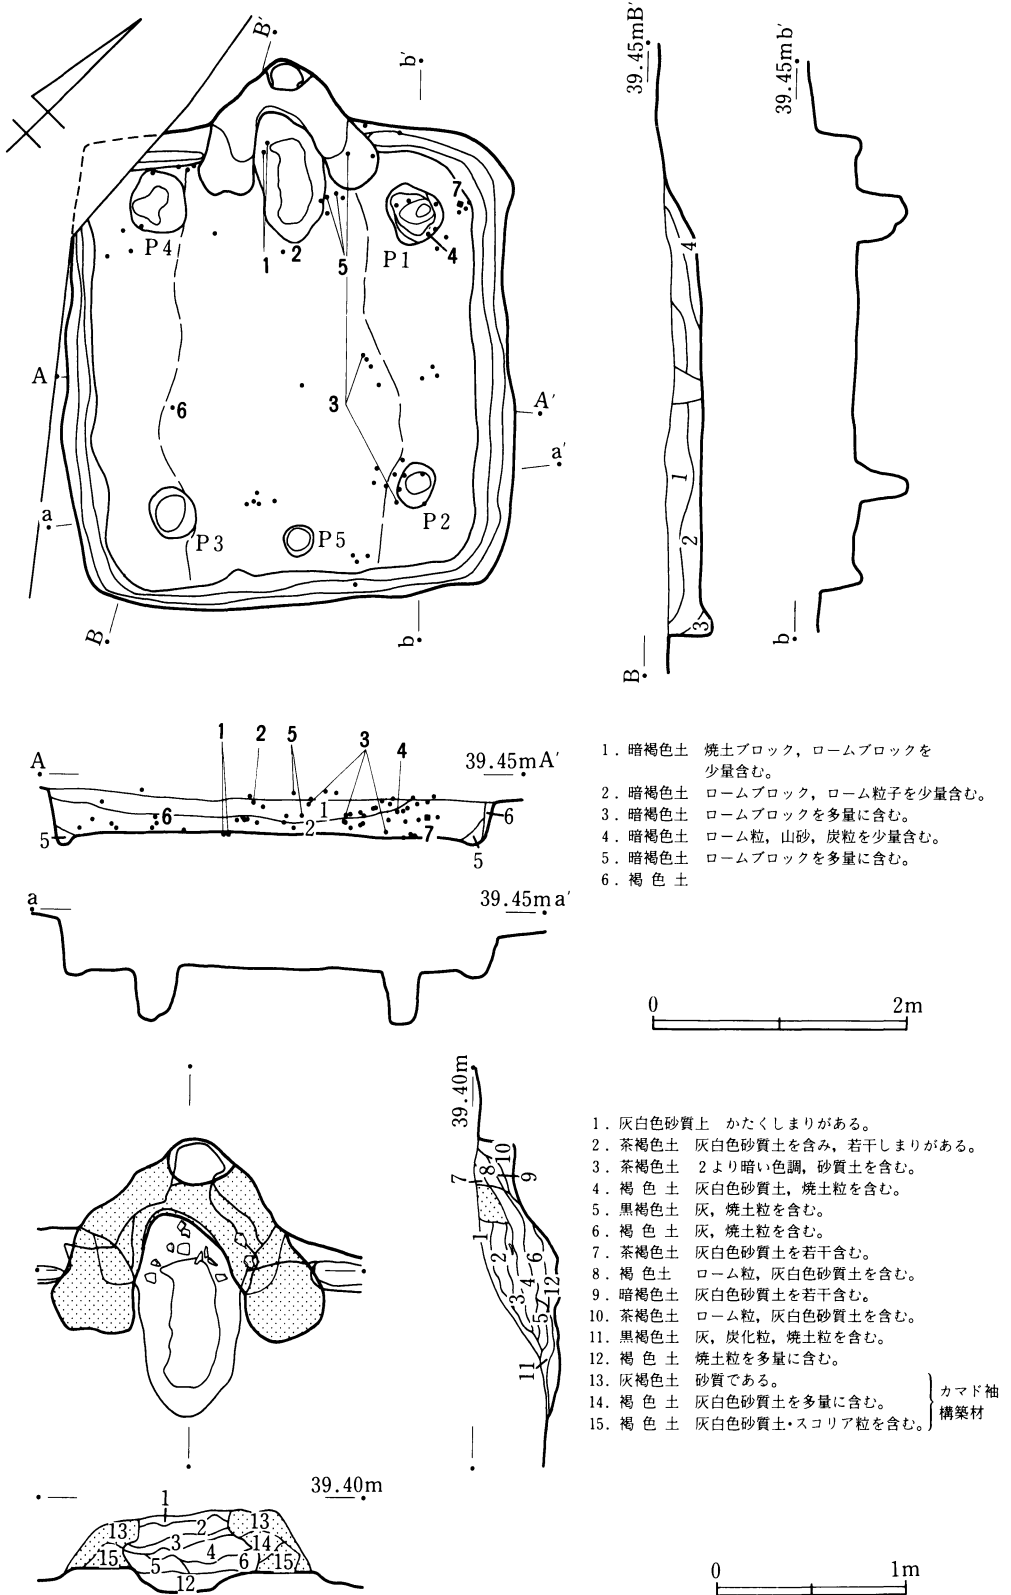 B′
b′
39.45mB′
39.45mb′
7
4
P4
1
2
5
P1
4
A
6
3
A′
a′
1
a
P3
P5
P2
2
3
B
b
B
b
1 2 5 3 4
A
39.45mA′
6
1
2
7
6
5
5
1. 暗褐色土 焼土ブロック，ロームブロックを
少量含む。
2. 暗褐色土 ロームブロック，ローム粒子を少量含む。
3. 暗褐色土 ロームブロックを多量に含む。
4. 暗褐色土 ローム粒，山砂，炭粒を少量含む。
5. 暗褐色土 ロームブロックを多量に含む。
6. 褐色土
a
39.45ma′
0 2m
39.40m
7
8
10
9
1
2
6
4
3
12
5
11
1. 灰白色砂質上 かたくしまりがある。
2. 茶褐色土 灰白色砂質土を含み，若干しまりがある。
3. 茶褐色土 2より暗い色調，砂質土を含む。
4. 褐色土 灰白色砂質土，焼土粒を含む。
5. 黒褐色土 灰，焼土粒を含む。
6. 褐色土 灰，焼土粒を含む。
7. 茶褐色土 灰白色砂質土を若干含む。
8. 褐色土 ローム粒，灰白色砂質土を含む。
9. 暗褐色土 灰白色砂質土を若干含む。
10. 茶褐色土 ローム粒，灰白色砂質土を含む。
11. 黒褐色土 灰，炭化粒，焼土粒を含む。
12. 褐色土 焼土粒を多量に含む。
13. 灰褐色土 砂質である。
14. 褐色土 灰白色砂質土を多量に含む。
15. 褐色土 灰白色砂質土・スコリア粒を含む。
カマド袖
構築材
39.40m
1
13
2
13
3
14
15
5
4
6
15
12
0 1m